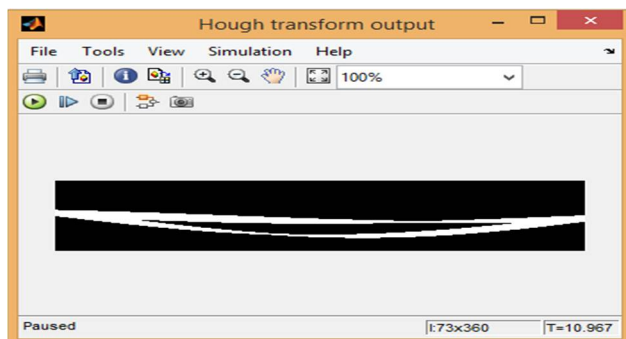 Hough transform output
File Tools View Simulation Help
100%
Paused I:73x360 T=10.967